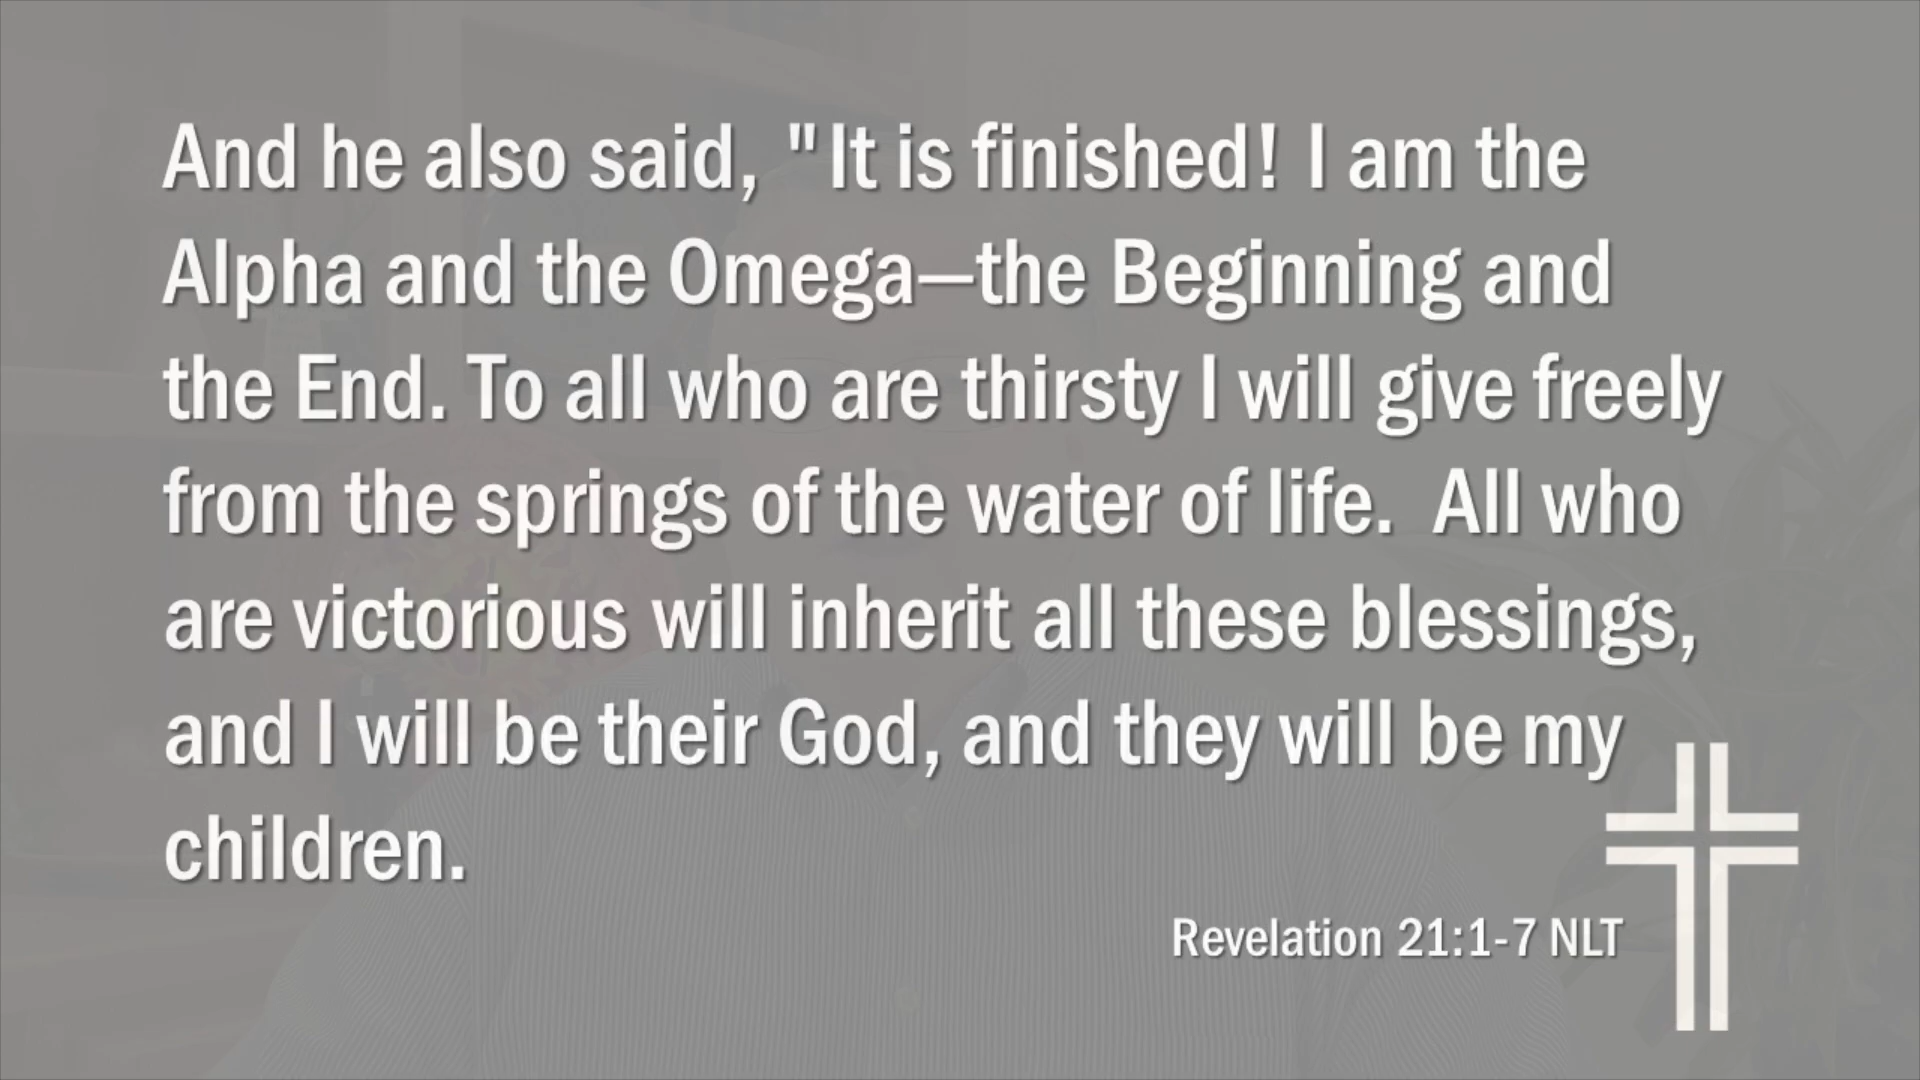 And he also said, "It is finished! I am the
Alpha and the Omega—the Beginning and
the End. To all who are thirsty I will give freely
from the springs of the water of life.  All who
are victorious will inherit all these blessings,
and I will be their God, and they will be my
children.
Revelation 21:1-7 NLT